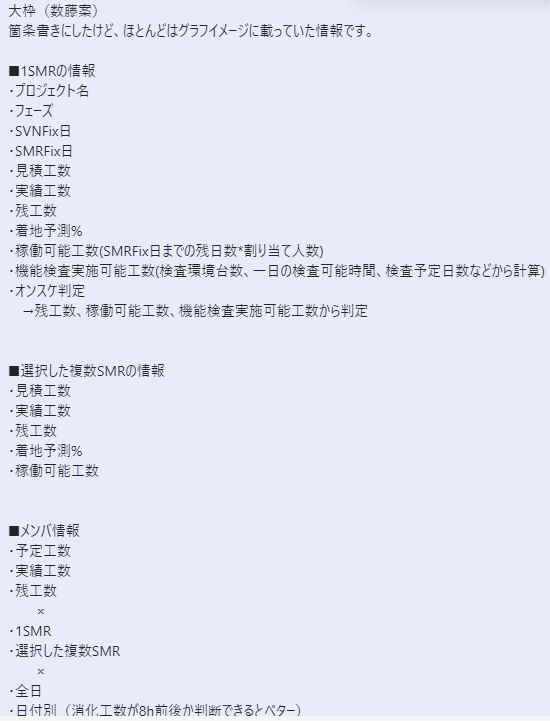 大枠（数藤案）
箇条書きにしたけど、ほとんどはグラフイメージに載っていた情報です。
■1SMRの情報
・プロジェクト名
・フェーズ
・SVNFix日
・SMRFix日
・見積工数
・実績工数
・残工数
・着地予測%
・稼働可能工数(SMRFix日までの残日数*割り当て人数)
・機能検査実施可能工数(検査環境台数、一日の検査可能時間、検査予定日数などから計算)
・オンスケ判定
→残工数、稼働可能工数、機能検査実施可能工数から判定
■選択した複数SMRの情報
・見積工数
・実績工数
・残工数
・着地予測%
・稼働可能工数
■メンバ情報
・予定工数
・実績工数
・残工数
×
・1SMR
・選択した複数SMR
×
・全日
・日付別（消化工数が8h前後か判断できるとベター）